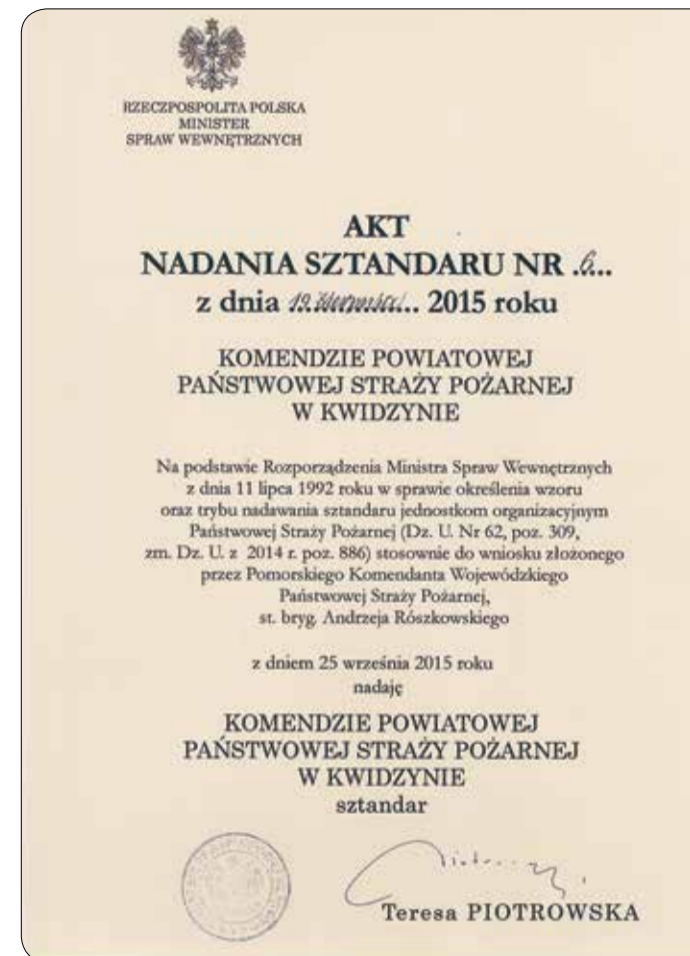 RZECZPOSPOLITA POLSKA
MINISTER
SPRAW WEWNĘTRZNYCH
AKT
NADANIA SZTANDARU NR .6...
z dnia 2015 roku
KOMENDZIE POWIATOWEJ
PAŃSTWOWEJ STRAŻY POŻARNEJ
W KWIDZYNIE
Na podstawie Rozporządzenia Ministra Spraw Wewnętrznych
z dnia 11 lipca 1992 roku w sprawie określenia wzoru
oraz trybu nadawania sztandaru jednostkom organizacyjnym
Państwowej Straży Pożarnej (Dz. U. Nr 62, poz. 309,
zm. Dz. U. z 2014 r. poz. 886) stosownie do wniosku złożonego
przez Pomorskiego Komendanta Wojewódzkiego
Państwowej Straży Pożarnej,
st. bryg. Andrzeja Rószkowskiego
z dniem 25 września 2015 roku
nadaję
KOMENDZIE POWIATOWEJ
PAŃSTWOWEJ STRAŻY POŻARNEJ
W KWIDZYNIE
sztandar
Teresa PIOTROWSKA